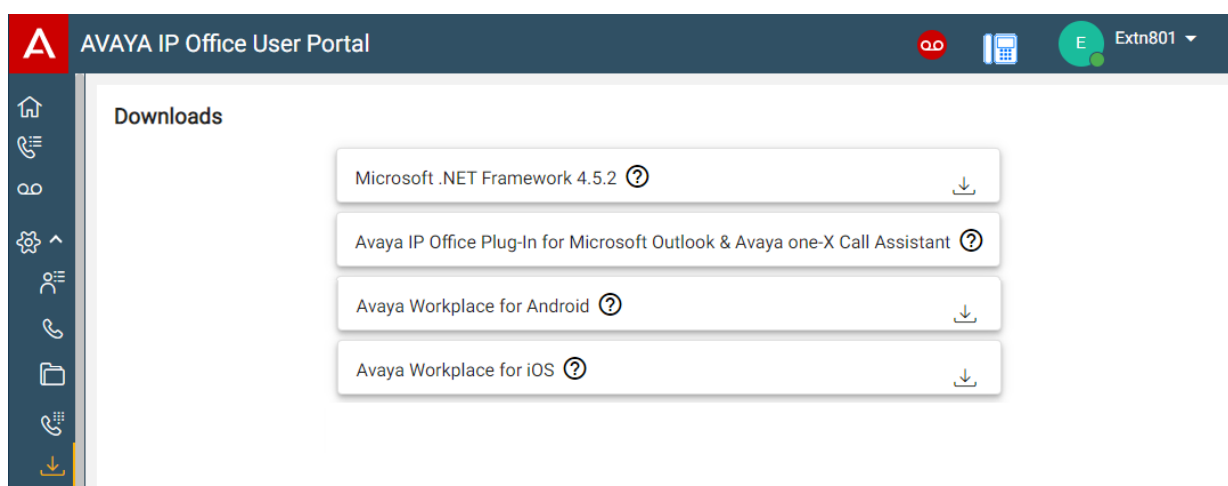 AVAYA IP Office User Portal
E
Extn801
Downloads
Microsoft .NET Framework 4.5.2
Avaya IP Office Plug-In for Microsoft Outlook & Avaya one-X Call Assistant
Avaya Workplace for Android
Avaya Workplace for iOS